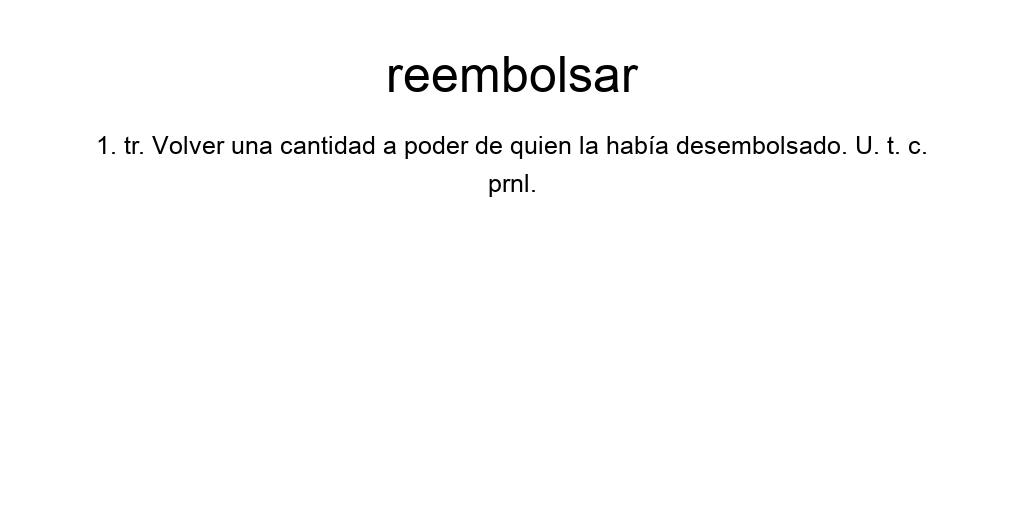 reembolsar
1. tr. Volver una cantidad a poder de quien la había desembolsado. U. t. c.
prnl.